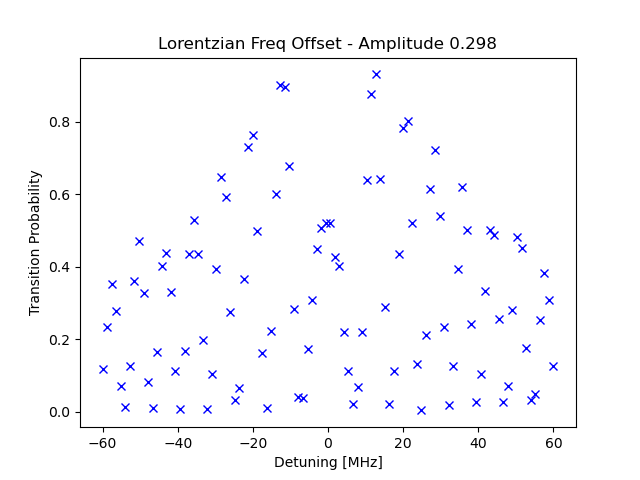 Lorentzian Freq Offset - Amplitude 0.298
Transition Probability
0.8
0.6
0.4
0.2
0.0
−60 −40 −20 0 20 40 60
Detuning [MHz]